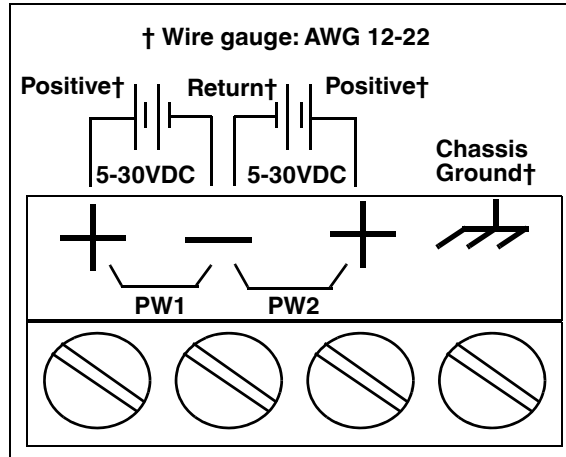 † Wire gauge: AWG 12-22
Positive† Return† Positive†
5-30VDC 5-30VDC
Chassis
Ground†
PW1 PW2